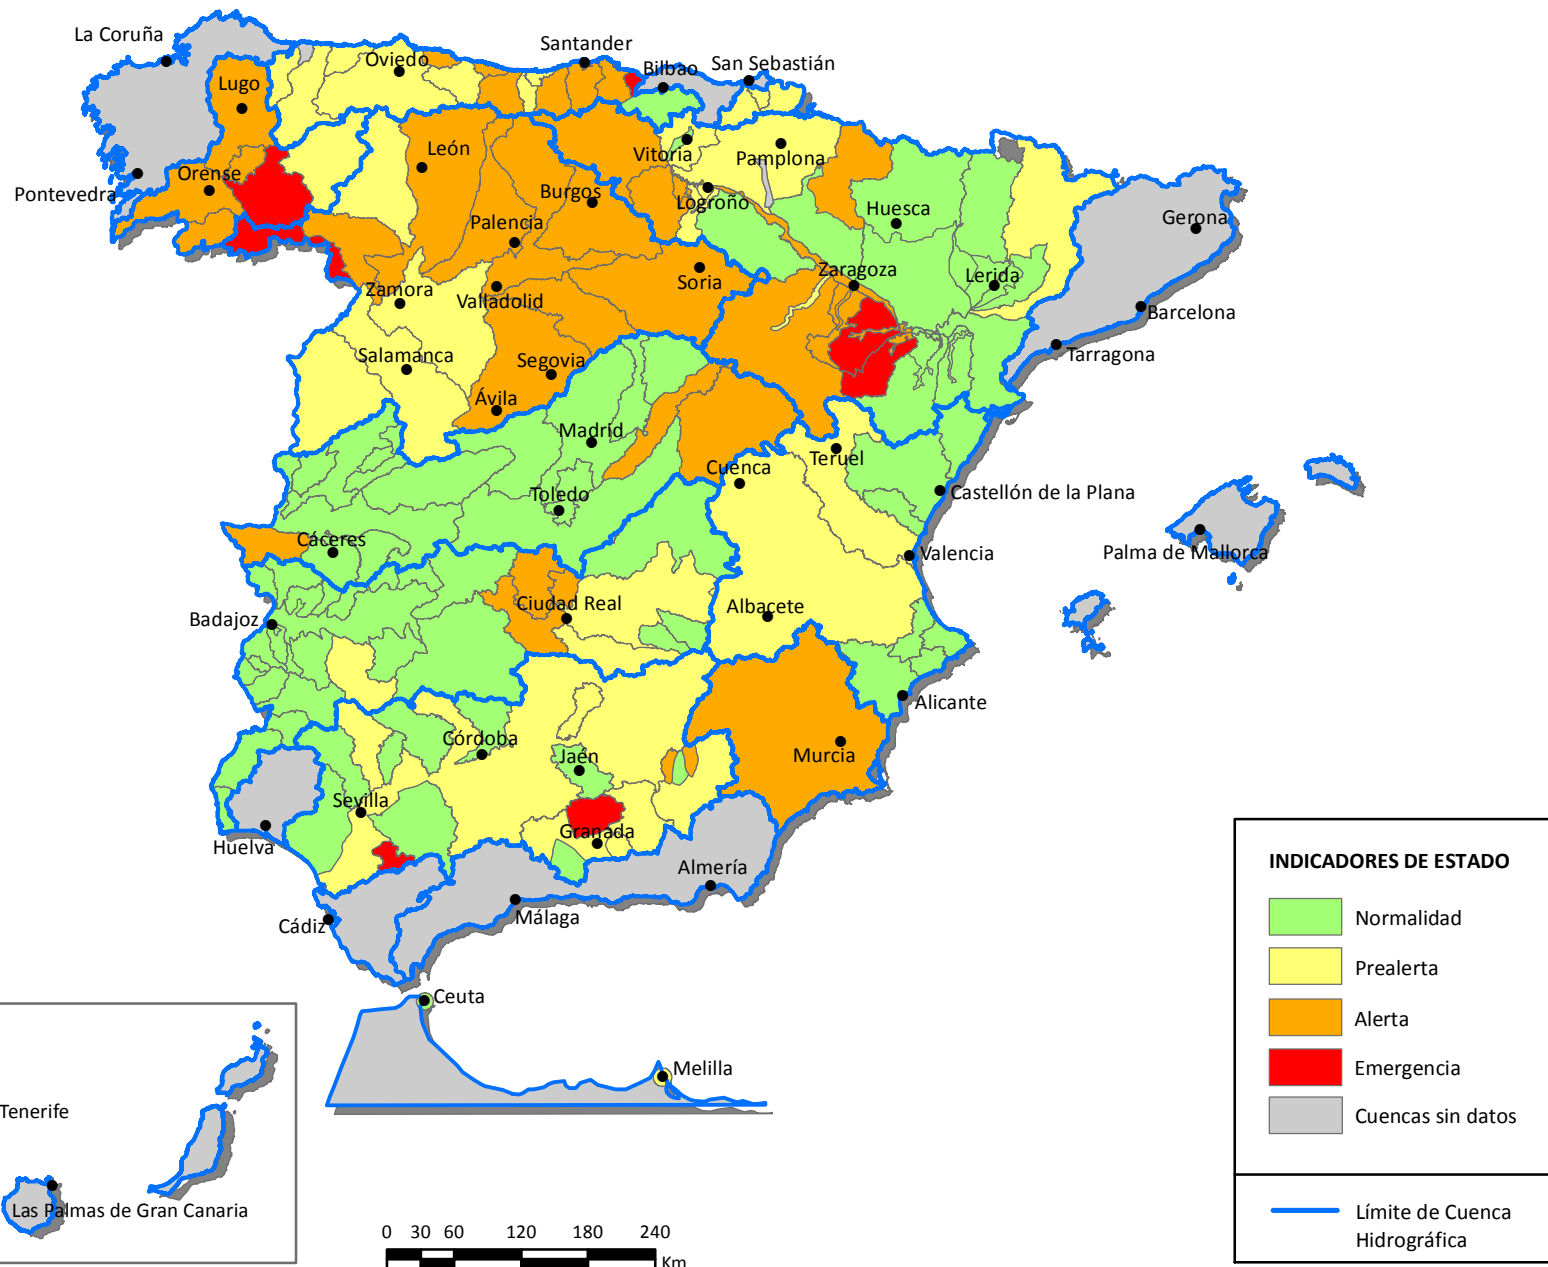 La Coruña
Santander
San Sebastián
Oviedo
Bilbao
Lugo
León
Vitoria
Pamplona
Orense
Pontevedra
Burgos
Logroño
Huesca
Palencia
Gerona
Soria
Zaragoza
Lerida
Zamora
Valladolid
Barcelona
Salamanca
Segovia
Tarragona
Ávila
Madrid
Teruel
Cuenca
Toledo
Castellón de la Plana
Cáceres
Valencia
Palma de Mallorca
Ciudad Real
Albacete
Badajoz
Alicante
Córdoba
Jaén
Murcia
Sevilla
Granada
Huelva
Almería
Cádiz
Málaga
Ceuta
Melilla
Tenerife
Las Palmas de Gran Canaria
0 30 60 120 180 240
Km
INDICADORES DE ESTADO
Normalidad
Prealerta
Alerta
Emergencia
Cuencas sin datos
Límite de Cuenca
Hidrográfica